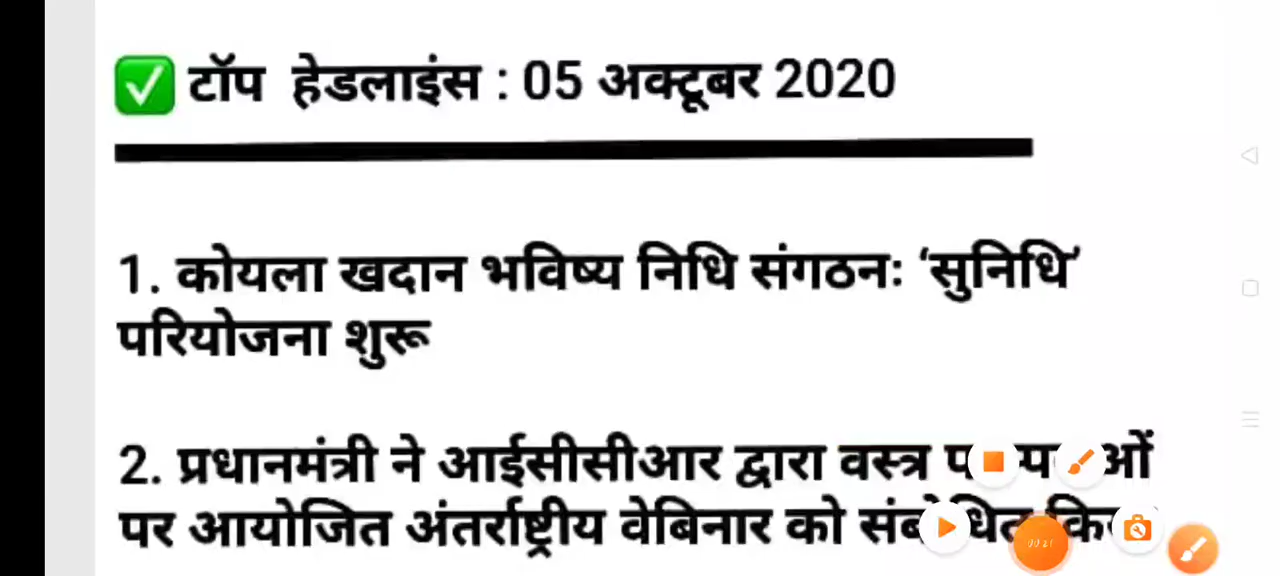 ✅ टॉप हेडलाइंस : 05 अक्टूबर 2020
1. कोयला खदान भविष्य निधि संगठनः ‘सुनिधि’
परियोजना शुरू
2. प्रधानमंत्री ने आईसीसीआर द्वारा वस्त्र
पर आयोजित अंतर्राष्ट्रीय वेबिनार को